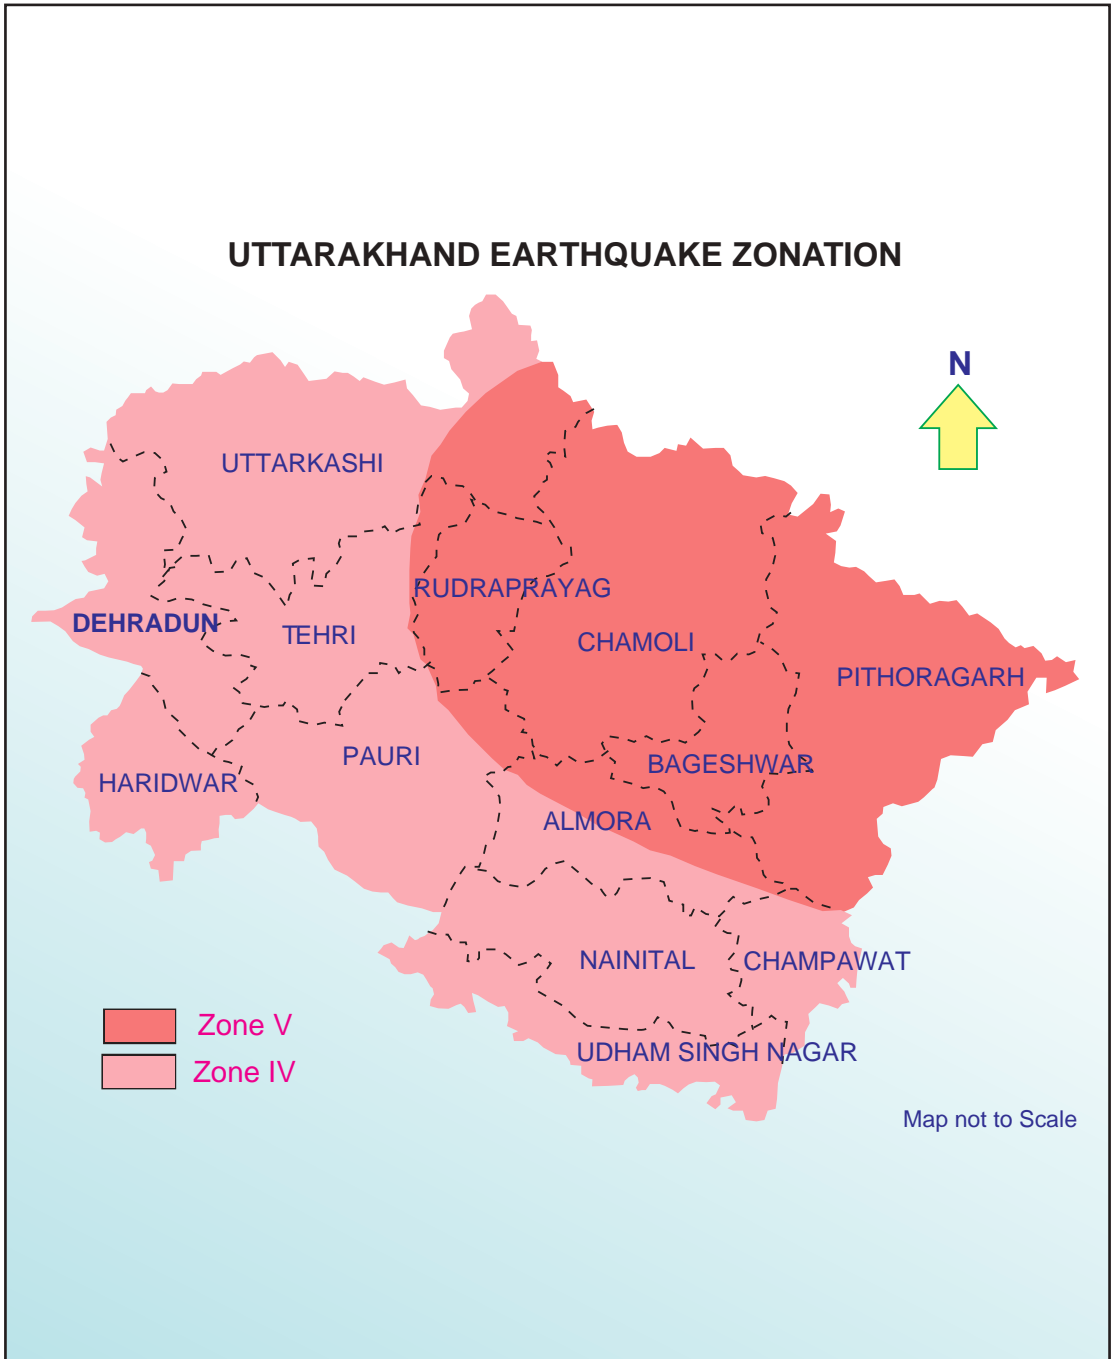 UTTARAKHAND EARTHQUAKE ZONATION
N
UTTARKASHI
RUDRAPRAYAG
DEHRADUN
TEHRI
CHAMOLI
PITHORAGARH
PAURI
BAGESHWAR
HARIDWAR
ALMORA
NAINITAL
CHAMPAWAT
Zone V
UDHAM SINGH NAGAR
Zone IV
Map not to Scale